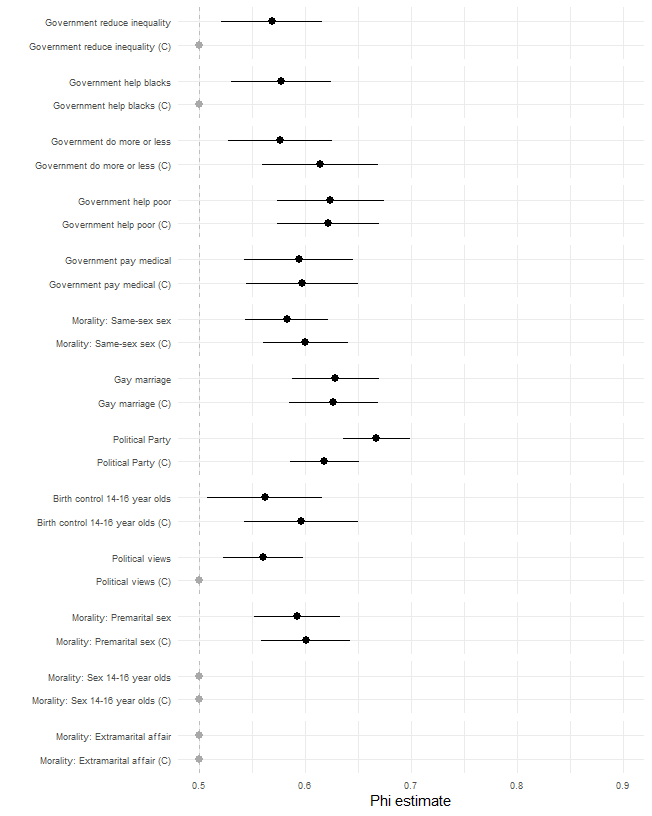 Government reduce inequality
Government reduce inequality (C)
Government help blacks
Government help blacks (C)
Government do more or less
Government do more or less (C)
Government help poor
Government help poor (C)
Government pay medical
Government pay medical (C)
Morality: Same-sex sex
Morality: Same-sex sex (C)
Gay marriage
Gay marriage (C)
Political Party
Political Party (C)
Birth control 14-16 year olds
Birth control 14-16 year olds (C)
Political views
Political views (C)
Morality: Premarital sex
Morality: Premarital sex (C)
Morality: Sex 14-16 year olds
Morality: Sex 14-16 year olds (C)
Morality: Extramarital affair
Morality: Extramarital affair (C)
0.5 0.6 0.7 0.8 0.9
Phi estimate